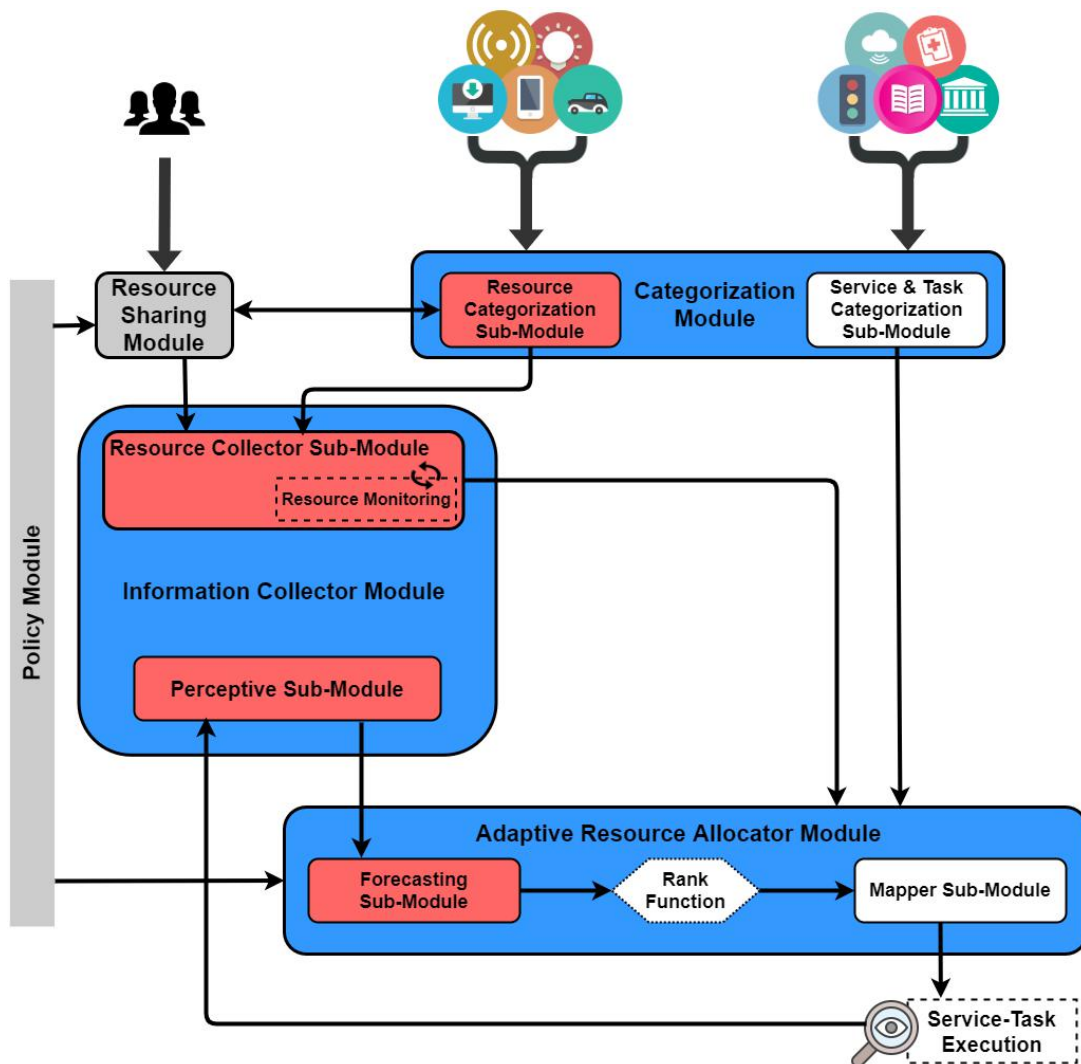 Resource
Sharing
Module
Resource
Categorization
Sub-Module
Categorization
Module
Service & Task
Categorization
Sub-Module
Policy Module
Resource Collector Sub-Module
Resource Monitoring
Information Collector Module
Perceptive Sub-Module
Adaptive Resource Allocator Module
Forecasting
Sub-Module
Rank
Function
Mapper Sub-Module
Service-Task
Execution